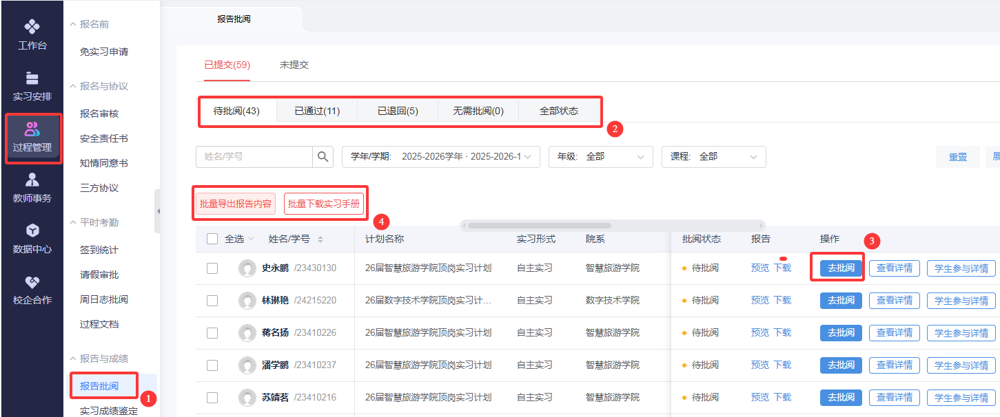 工作台
实习安排
过程管理
教师事务
数据中心
校企合作
报名前
免实习申请
报名与协议
报名审核
安全责任书
知情同意书
三方协议
平时考勤
签到统计
请假审批
周日志批阅
过程文档
报告与成绩
报告批阅
1
实习成绩鉴定
报告批阅
已提交(59) 未提交
待批阅(43) 已通过(11) 已退回(5) 无需批阅(0) 全部状态
2
姓名/学号 学年/学期: 2025-2026学年 · 2025-2026-1 年级: 全部 课程: 全部 重置 展
批量导出报告内容 批量下载实习手册
4
全选 姓名/学号 计划名称 实习形式 院系 批阅状态 报告 操作
3
史永鹏 /23430130 26届智慧旅游学院顶岗实习计划 自主实习 智慧旅游学院 待批阅 预览 下载 去批阅 查看详情 学生参与详情
林琳艳 /24215220 26届数字技术学院顶岗实习计... 自主实习 数字技术学院 待批阅 预览 下载 去批阅 查看详情 学生参与详情
蒋名扬 /23410226 26届智慧旅游学院顶岗实习计划 自主实习 智慧旅游学院 待批阅 预览 下载 去批阅 查看详情 学生参与详情
潘学鹏 /23410237 26届智慧旅游学院顶岗实习计划 自主实习 智慧旅游学院 待批阅 预览 下载 去批阅 查看详情 学生参与详情
苏靖茗 /23410216 26届智慧旅游学院顶岗实习计划 自主实习 智慧旅游学院 待批阅 预览 下载 去批阅 查看详情 学生参与详情